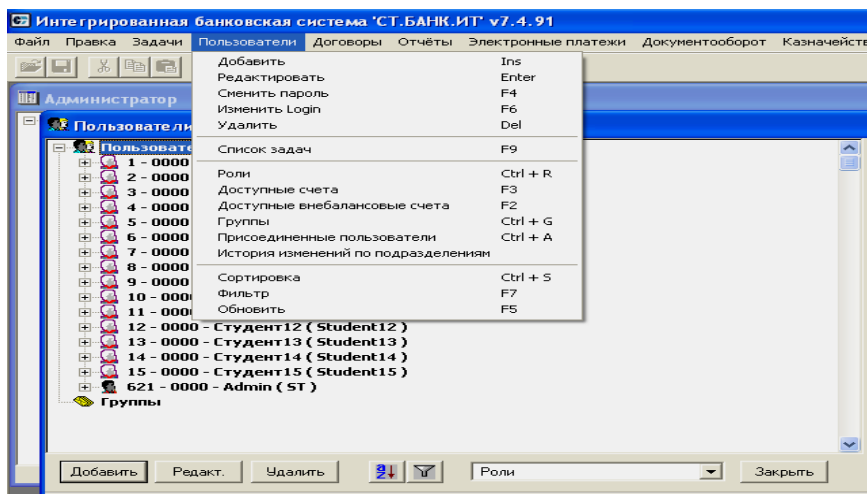 Интегрированная банковская система 'СТ.БАНК.ИТ' v7.4.91
Файл Правка Задачи Пользователи Договоры Отчёты Электронные платежи Документооборот Казначейст
Администратор
Пользователи
Добавить Ins
Редактировать Enter
Сменить пароль F4
Изменить Login F6
Удалить Del
Список задач F9
Роли Ctrl + R
Доступные счета F3
Доступные внебалансовые счета F2
Группы Ctrl + G
Присоединенные пользователи Ctrl + A
История изменений по подразделениям
Сортировка Ctrl + S
Фильтр F7
Обновить F5
Пользовате
1 - 0000
2 - 0000
3 - 0000
4 - 0000
5 - 0000
6 - 0000
7 - 0000
8 - 0000
9 - 0000
10 - 000
11 - 000
12 - 0000 - Студент12 ( Student12 )
13 - 0000 - Студент13 ( Student13 )
14 - 0000 - Студент14 ( Student14 )
15 - 0000 - Студент15 ( Student15 )
621 - 0000 - Admin ( ST )
Группы
Добавить Редакт. Удалить Роли Закрыть